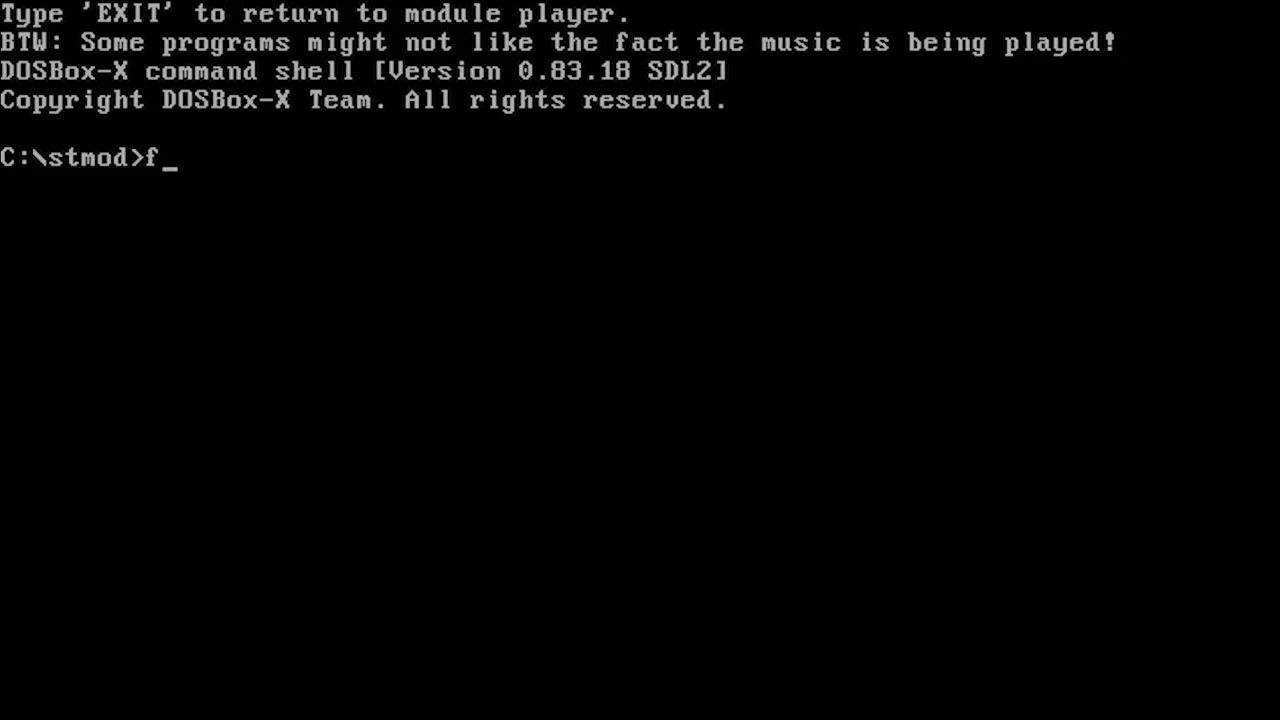 Type 'EXIT' to return to module player.
BTW: Some programs might not like the fact the music is being played!
DOSBox-X command shell [Version 0.83.18 SDL2]
Copyright DOSBox-X Team. All rights reserved.
C:\stmod>f_